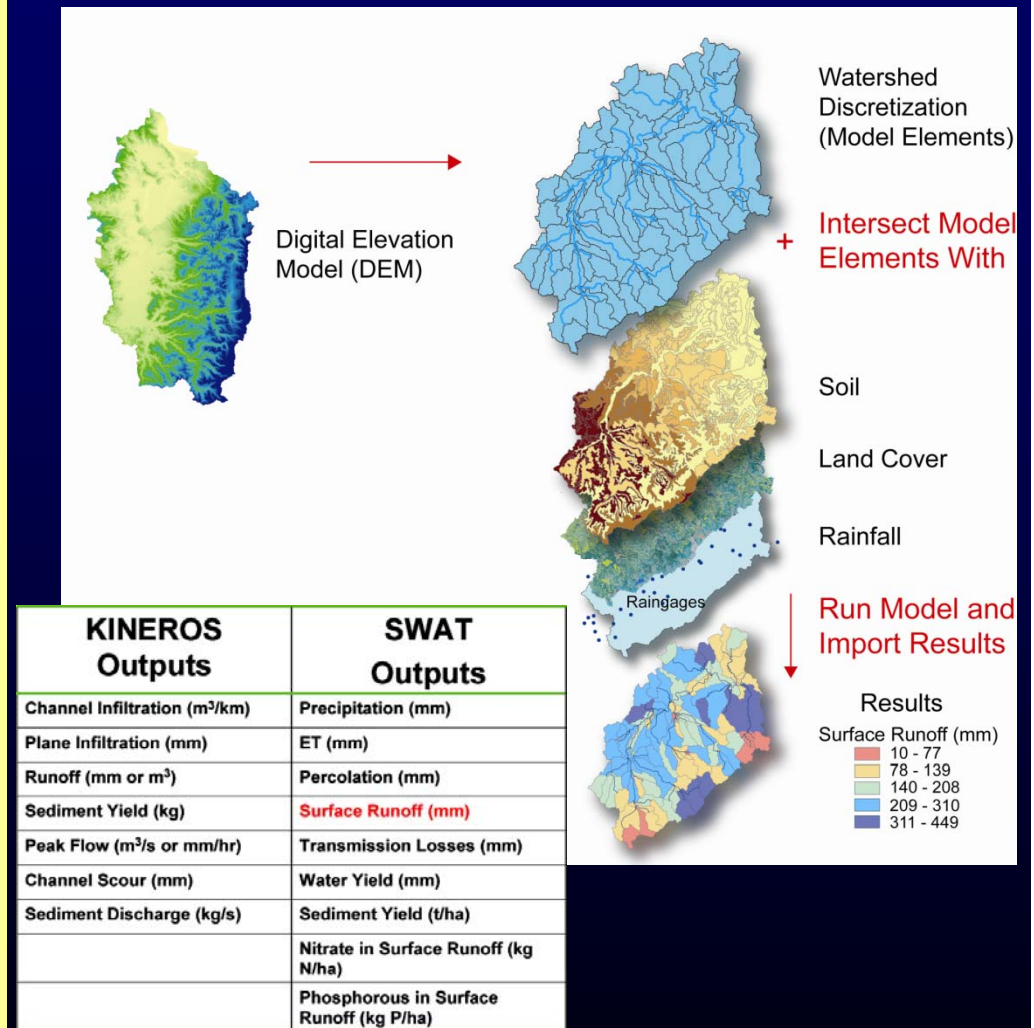 Watershed
Discretization
(Model Elements)
Digital Elevation
Model (DEM)
+
Intersect Model
Elements With
Soil
Land Cover
Rainfall
Raingages
Run Model and
Import Results
Results
Surface Runoff (mm)
10 - 77
78 - 139
140 - 208
209 - 310
311 - 449
KINEROS
Outputs
SWAT
Outputs
Channel Infiltration (m³/km)
Precipitation (mm)
Plane Infiltration (mm)
ET (mm)
Runoff (mm or m³)
Percolation (mm)
Sediment Yield (kg)
Surface Runoff (mm)
Peak Flow (m³/s or mm/hr)
Transmission Losses (mm)
Channel Scour (mm)
Water Yield (mm)
Sediment Discharge (kg/s)
Sediment Yield (t/ha)
Nitrate in Surface Runoff (kg
N/ha)
Phosphorous in Surface
Runoff (kg P/ha)